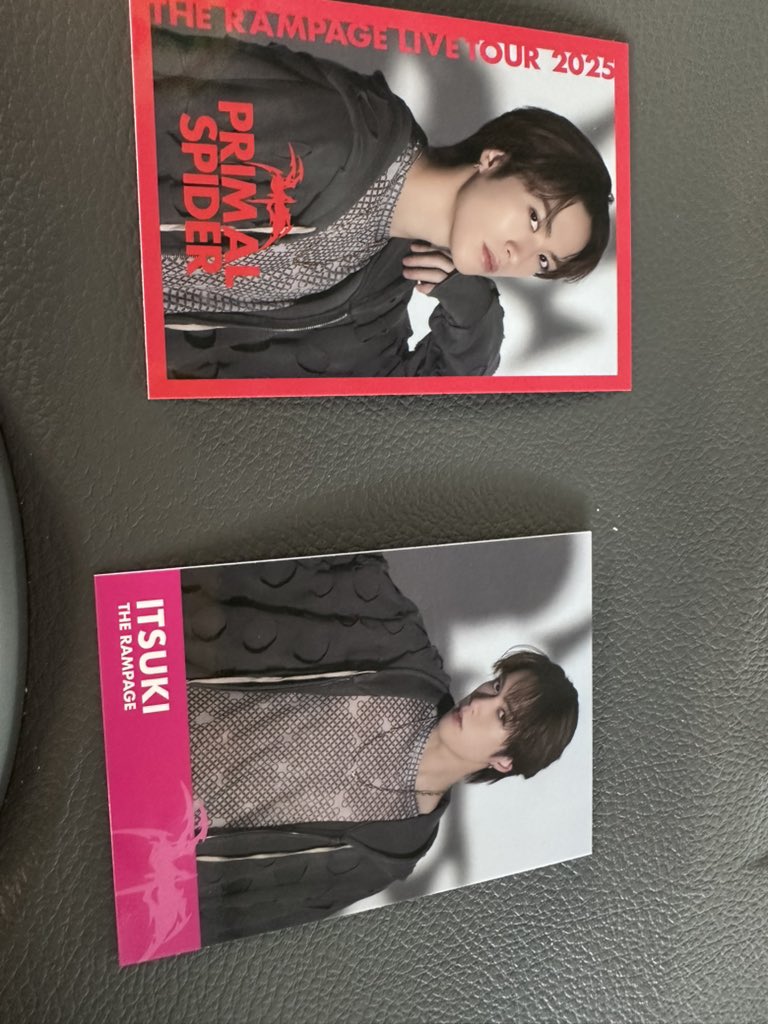 THE RAMPAGE LIVE TOUR 2025
PRIMAL
SPIDER
ITSUKI
THE RAMPAGE